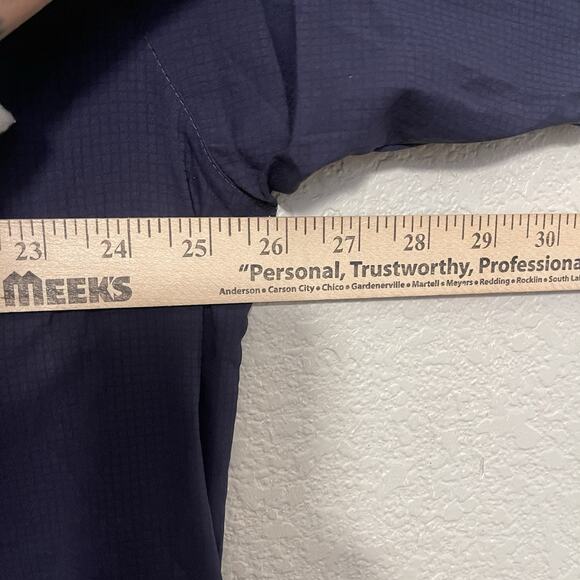 23 24 25 26 27 28 29 30
MEEKS
"Personal, Trustworthy, Professiona
Anderson • Carson City • Chico • Gardenerville • Martell • Meyers • Redding • Rocklin • South La